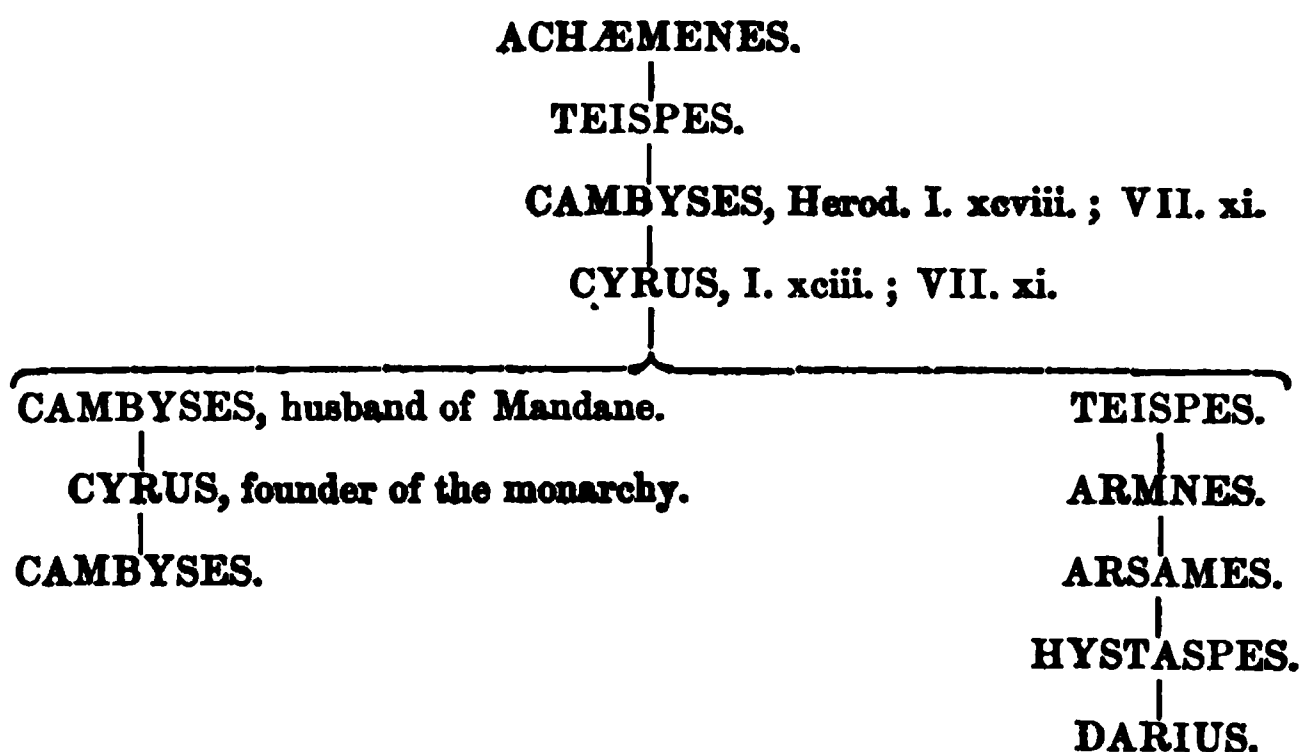 ACHÆMENES.
TEISPES.
CAMBYSES, Herod. I. xcviii. ; VII. xi.
CYRUS, I. xciii. ; VII. xi.
CAMBYSES, husband of Mandane. TEISPES.
CYRUS, founder of the monarchy. ARMNES.
CAMBYSES. ARSAMES.
HYSTASPES.
DARIUS.